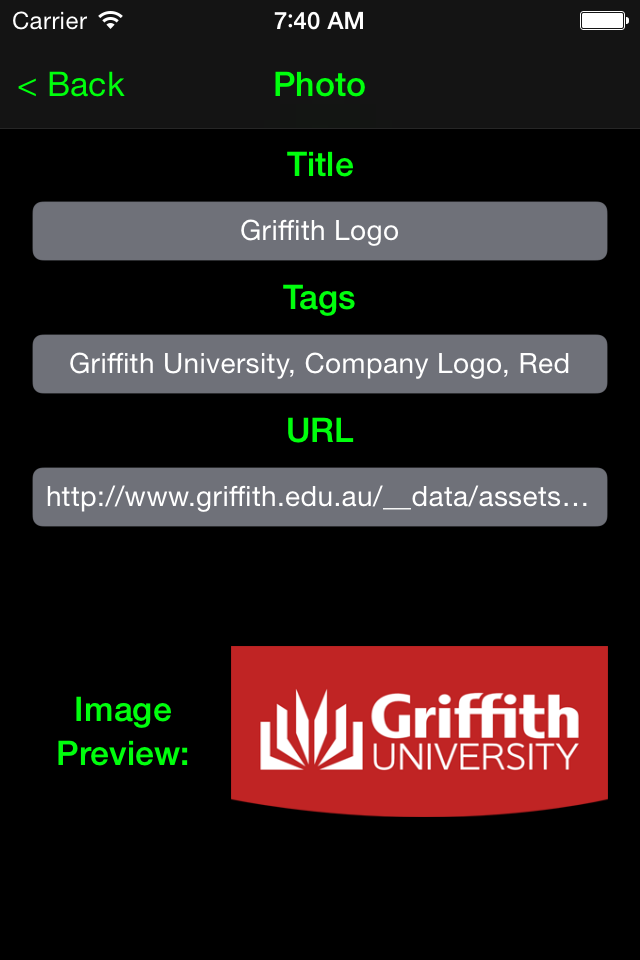 Carrier 7:40 AM
< Back Photo
Title
Griffith Logo
Tags
Griffith University, Company Logo, Red
URL
http://www.griffith.edu.au/__data/assets…
Image
Preview:
Griffith
UNIVERSITY